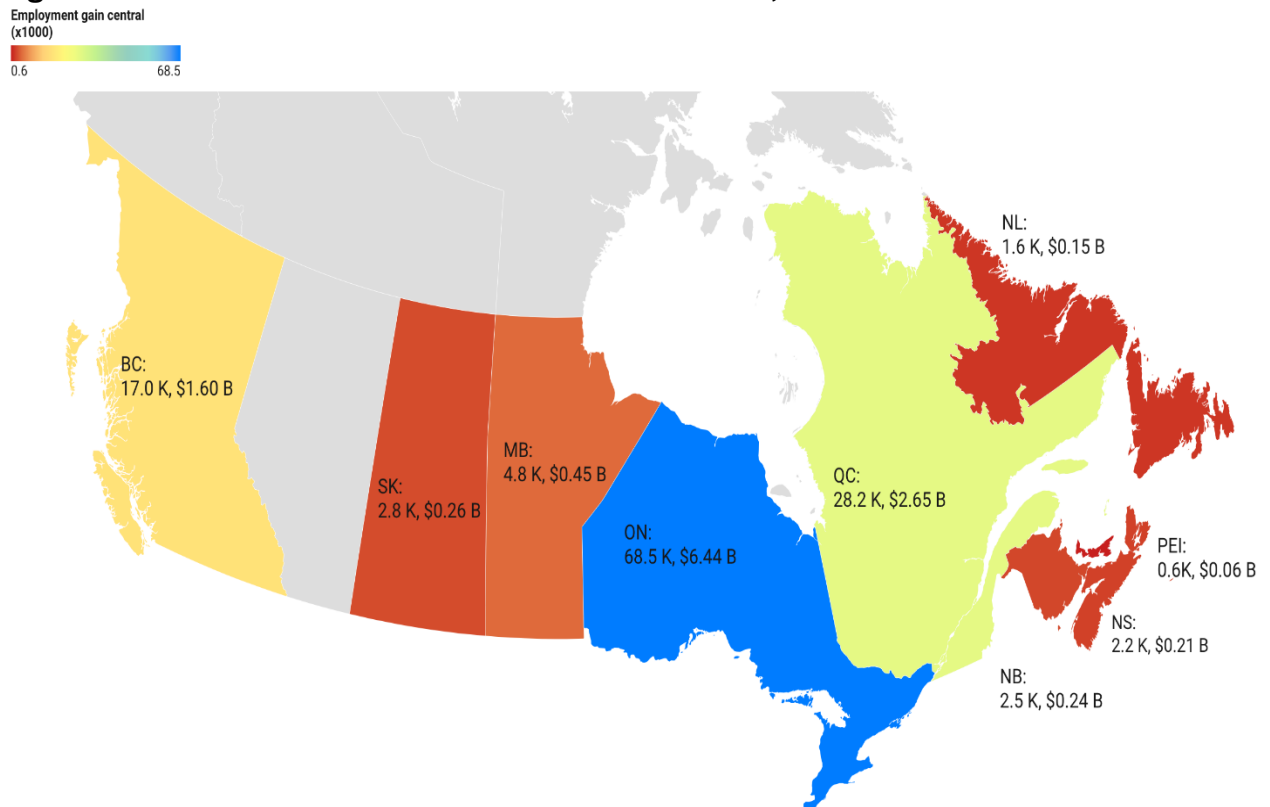 Employment gain central
(x1000)
0.6 68.5
NL:
1.6 K, $0.15 B
BC:
17.0 K, $1.60 B
MB:
4.8 K, $0.45 B
SK:
2.8 K, $0.26 B
QC:
28.2 K, $2.65 B
ON:
68.5 K, $6.44 B
PEI:
0.6K, $0.06 B
NS:
2.2 K, $0.21 B
NB:
2.5 K, $0.24 B